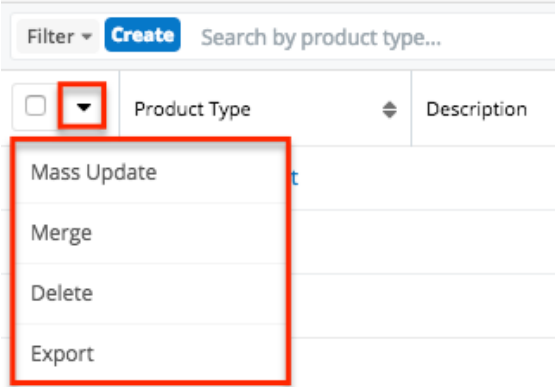 Filter Create Search by product type...
Product Type Description
Mass Update
t
Merge
Delete
Export